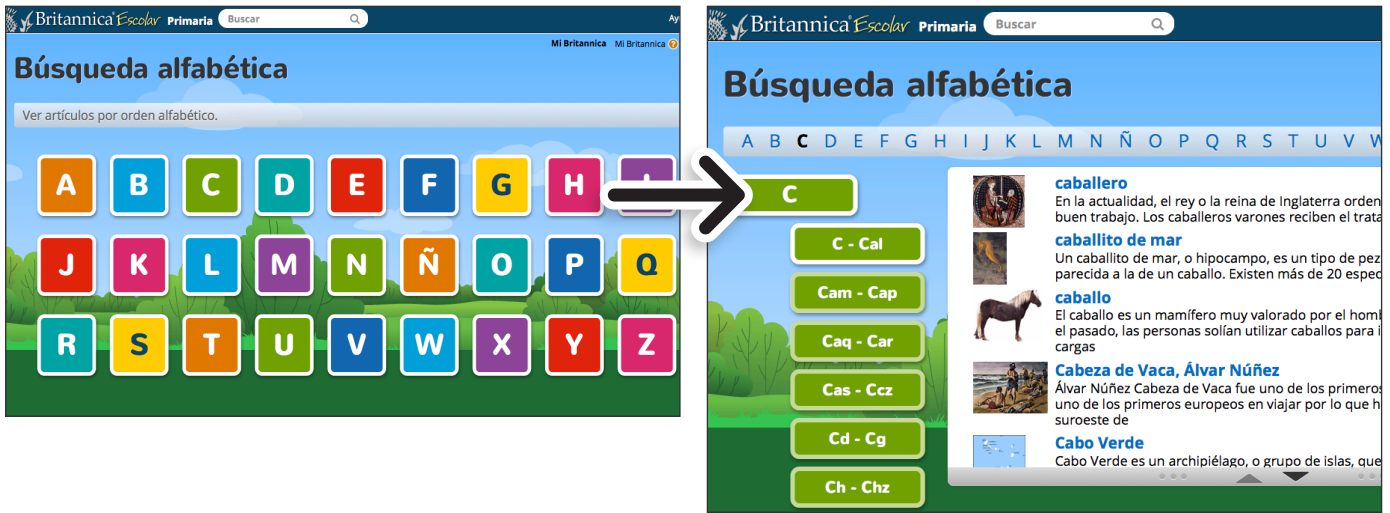 Britannica Escolar Primaria Buscar Ay
Mi Britannica Mi Britannica ?
Búsqueda alfabética
Ver artículos por orden alfabético.
A B C D E F G H
J K L M N Ñ O P Q
R S T U V W X Y Z
Britannica Escolar Primaria Buscar
Búsqueda alfabética
A B C D E F G H I J K L M N Ñ O P Q R S T U V W
C
C - Cal
Cam - Cap
Caq - Car
Cas - Ccz
Cd - Cg
Ch - Chz
caballero
En la actualidad, el rey o la reina de Inglaterra orden
buen trabajo. Los caballeros varones reciben el trata
caballito de mar
Un caballito de mar, o hipocampo, es un tipo de pez
parecida a la de un caballo. Existen más de 20 espec
caballo
El caballo es un mamífero muy valorado por el homb
el pasado, las personas solían utilizar caballos para i
cargas
Cabeza de Vaca, Álvar Núñez
Álvar Núñez Cabeza de Vaca fue uno de los primeros
uno de los primeros europeos en viajar por lo que h
suroeste de
Cabo Verde
Cabo Verde es un archipiélago, o grupo de islas, que